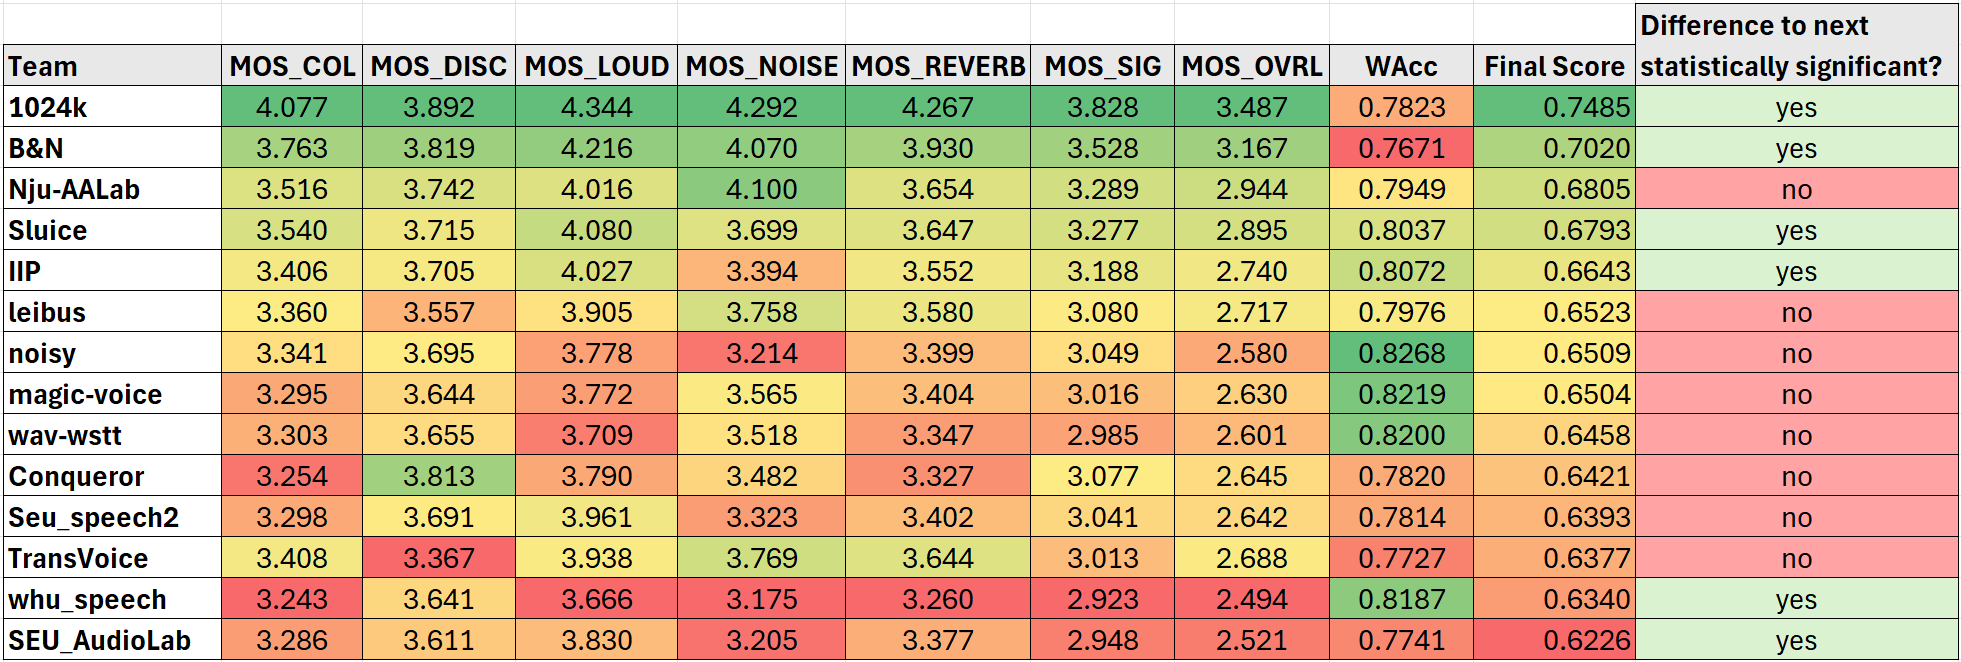 Difference to next
Team MOS_COL MOS_DISC MOS_LOUD MOS_NOISE MOS_REVERB MOS_SIG MOS_OVRL WAcc Final Score statistically significant?
1024k 4.077 3.892 4.344 4.292 4.267 3.828 3.487 0.7823 0.7485 yes
B&N 3.763 3.819 4.216 4.070 3.930 3.528 3.167 0.7671 0.7020 yes
Nju-AALab 3.516 3.742 4.016 4.100 3.654 3.289 2.944 0.7949 0.6805 no
Sluice 3.540 3.715 4.080 3.699 3.647 3.277 2.895 0.8037 0.6793 yes
IIP 3.406 3.705 4.027 3.394 3.552 3.188 2.740 0.8072 0.6643 yes
leibus 3.360 3.557 3.905 3.758 3.580 3.080 2.717 0.7976 0.6523 no
noisy 3.341 3.695 3.778 3.214 3.399 3.049 2.580 0.8268 0.6509 no
magic-voice 3.295 3.644 3.772 3.565 3.404 3.016 2.630 0.8219 0.6504 no
wav-wstt 3.303 3.655 3.709 3.518 3.347 2.985 2.601 0.8200 0.6458 no
Conqueror 3.254 3.813 3.790 3.482 3.327 3.077 2.645 0.7820 0.6421 no
Seu_speech2 3.298 3.691 3.961 3.323 3.402 3.041 2.642 0.7814 0.6393 no
TransVoice 3.408 3.367 3.938 3.769 3.644 3.013 2.688 0.7727 0.6377 no
whu_speech 3.243 3.641 3.666 3.175 3.260 2.923 2.494 0.8187 0.6340 yes
SEU_AudioLab 3.286 3.611 3.830 3.205 3.377 2.948 2.521 0.7741 0.6226 yes